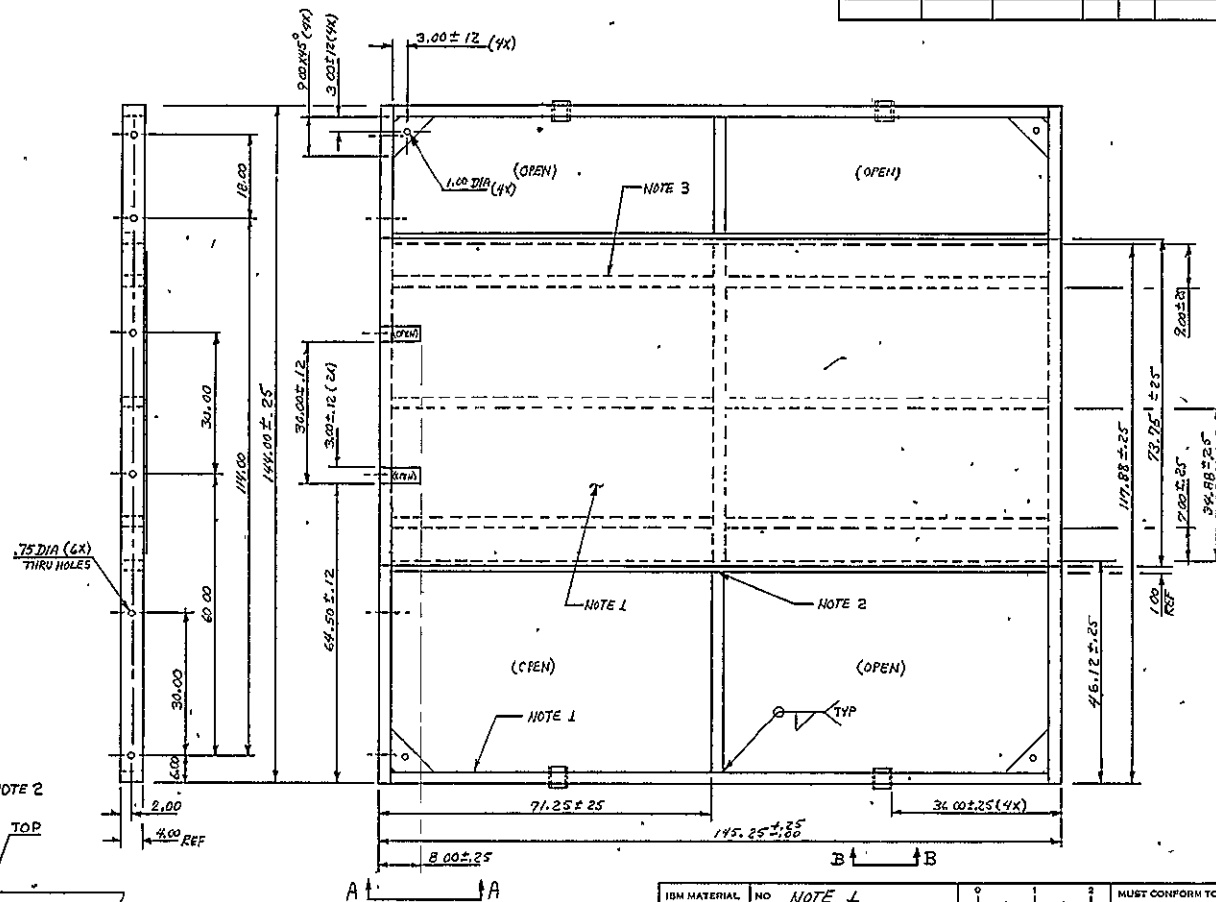 9.00X45° (4X)
3.00±.12(4X)
3.00±.12 (4X)
1.00 DIA (4X)
(OPEN)
(OPEN)
NOTE 3
18.00
30.00
114.00
144.00±.25
30.00±.12
3.00±.12 (2X)
(OPEN)
(OPEN)
9.00±.25
73.75 ±.25
117.88±.25
34.88±.25
.75 DIA (6X)
THRU HOLES
60.00
64.50±.12
NOTE 1
NOTE 2
1.00
REF
46.12±.25
(OPEN)
(OPEN)
30.00
NOTE 1
TYP
6.00
NOTE 2
TOP
2.00
4.00 REF
71.25±.25
36.00±.25(4X)
145.25 +.25 -.00
8.00±.25
B B
A A
IBM MATERIAL NO NOTE 1 0 1 2 MUST CONFORM TO